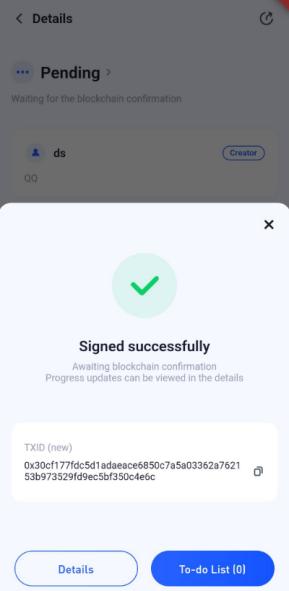 Details
Pending
Waiting for the blockchain confirmation
ds
Creator
QQ
Signed successfully
Awaiting blockchain confirmation
Progress updates can be viewed in the details
TXID (new)
0x30cf177fdc5d1adaeace6850c7a5a03362a7621
53b973529fd9ec5bf350c4e6c
Details
To-do List (0)